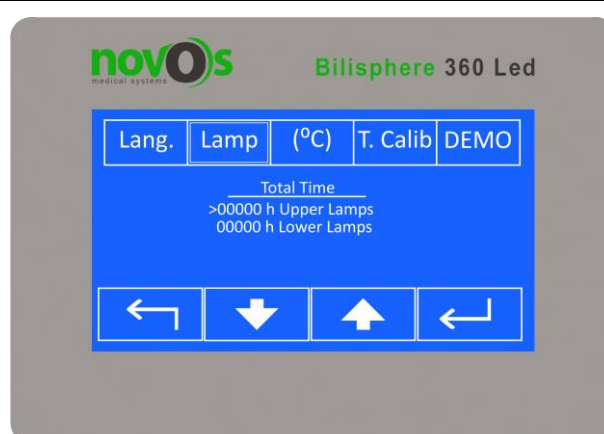 novOs
medical systems
Bilisphere 360 Led
Lang. Lamp (ºC) T. Calib DEMO
Total Time
>00000 h Upper Lamps
00000 h Lower Lamps